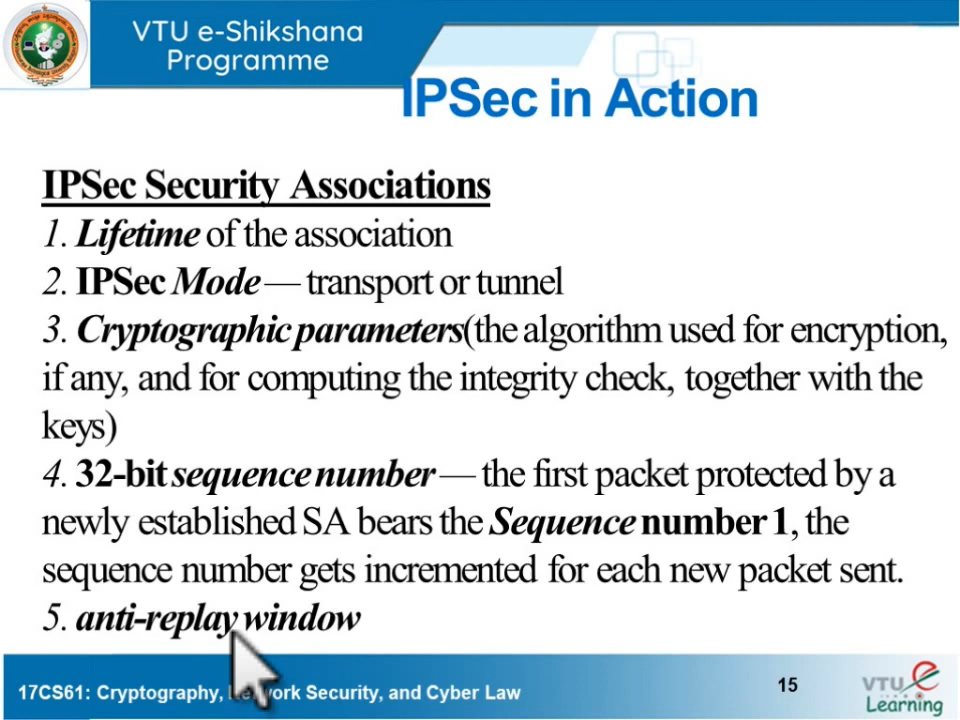 VTU e-Shikshana
Programme
IPSec in Action
IPSec Security Associations
1. Lifetime of the association
2. IPSec Mode — transport or tunnel
3. Cryptographic parameters(the algorithm used for encryption,
if any, and for computing the integrity check, together with the
keys)
4. 32-bit sequence number — the first packet protected by a
newly established SA bears the Sequence number 1, the
sequence number gets incremented for each new packet sent.
5. anti-replay window
17CS61: Cryptography, Network Security, and Cyber Law
15
VTU e
Learning